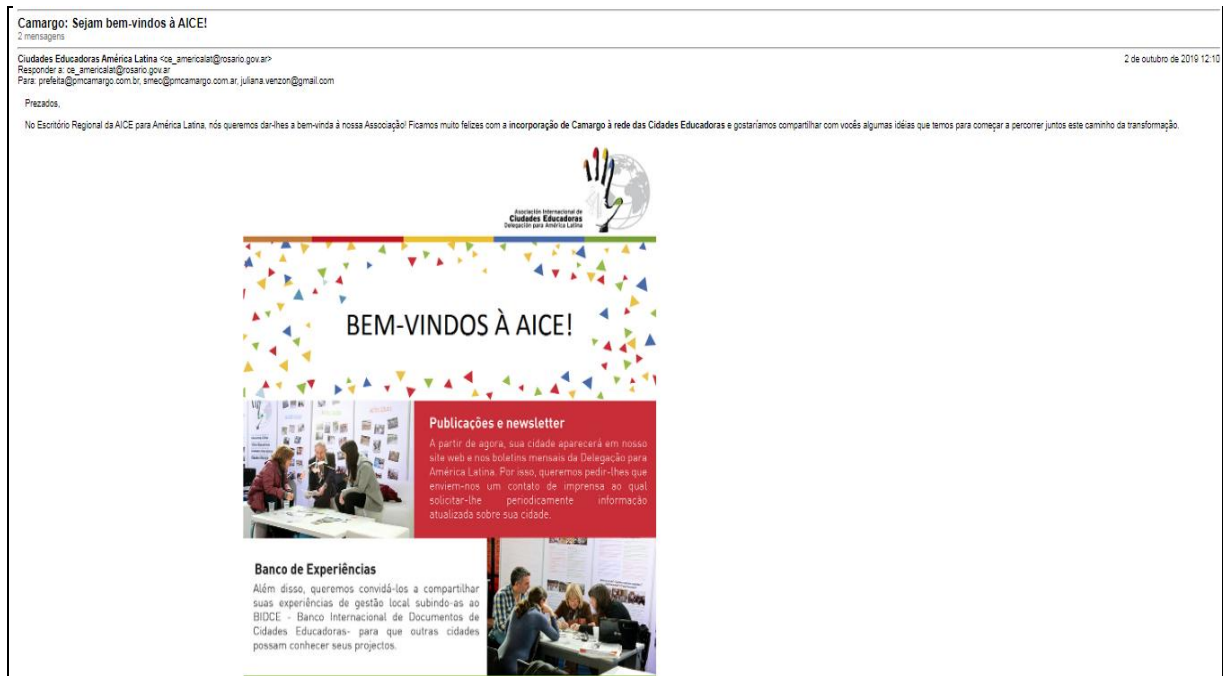 Camargo: Sejam bem-vindos à AICE!
2 mensagens
Ciudades Educadoras América Latina <ce_americalat@rosario.gov.ar>
2 de outubro de 2019 12:10
Responder a: ce_americalat@rosario.gov.ar
Para: prefeita@pmcamargo.com.br, smec@pmcamargo.com.ar, juliana.venzon@gmail.com
Prezados,
No Escritório Regional da AICE para América Latina, nós queremos dar-lhes a bem-vinda à nossa Associação! Ficamos muito felizes com a incorporação de Camargo à rede das Cidades Educadoras e gostaríamos compartilhar com vocês algumas idéias que temos para começar a percorrer juntos este caminho da transformação.
Asociación Internacional de
Ciudades Educadoras
Delegación para América Latina
BEM-VINDOS À AICE!
Publicações e newsletter
A partir de agora, sua cidade aparecerá em nosso
site web e nos boletins mensais da Delegação para
América Latina. Por isso, queremos pedir-lhes que
enviem-nos um contato de imprensa ao qual
solicitar-lhe periodicamente informação
atualizada sobre sua cidade.
Banco de Experiências
Além disso, queremos convidá-los a compartilhar
suas experiências de gestão local subindo-as ao
BIDCE - Banco Internacional de Documentos de
Cidades Educadoras- para que outras cidades
possam conhecer seus projectos.